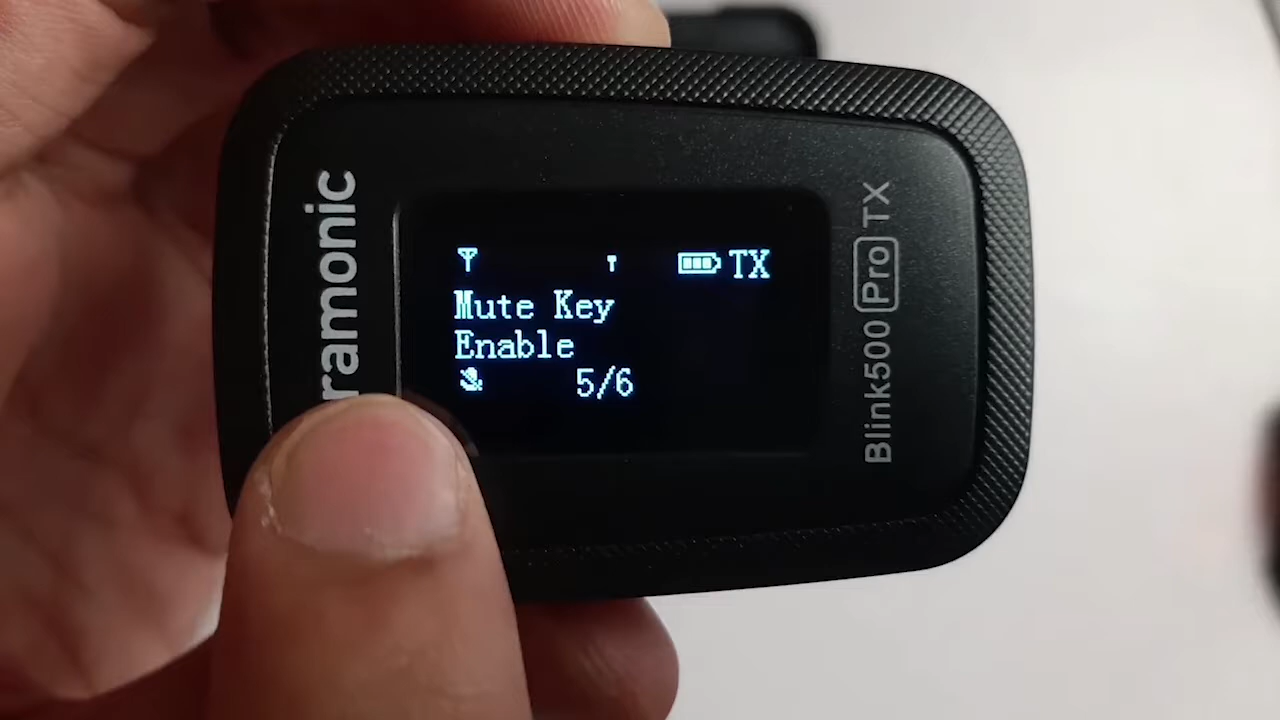 ramonic
TX
Mute Key
Enable
5/6
Blink500 Pro TX